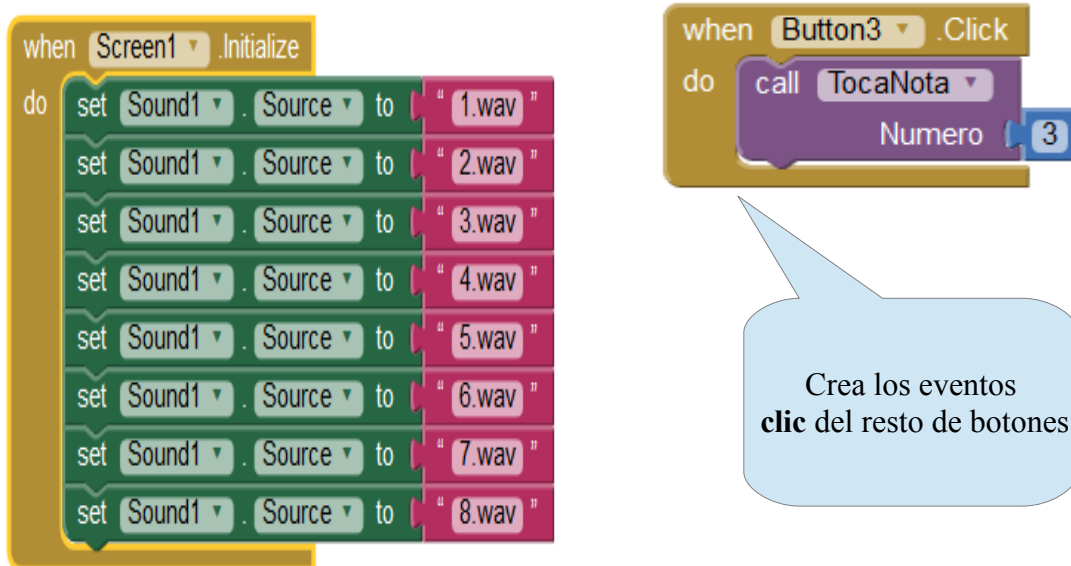 when Screen1 .Initialize
do set Sound1 . Source to " 1.wav "
set Sound1 . Source to " 2.wav "
set Sound1 . Source to " 3.wav "
set Sound1 . Source to " 4.wav "
set Sound1 . Source to " 5.wav "
set Sound1 . Source to " 6.wav "
set Sound1 . Source to " 7.wav "
set Sound1 . Source to " 8.wav "
when Button3 .Click
do call TocaNota
Numero 3
Crea los eventos
clic del resto de botones